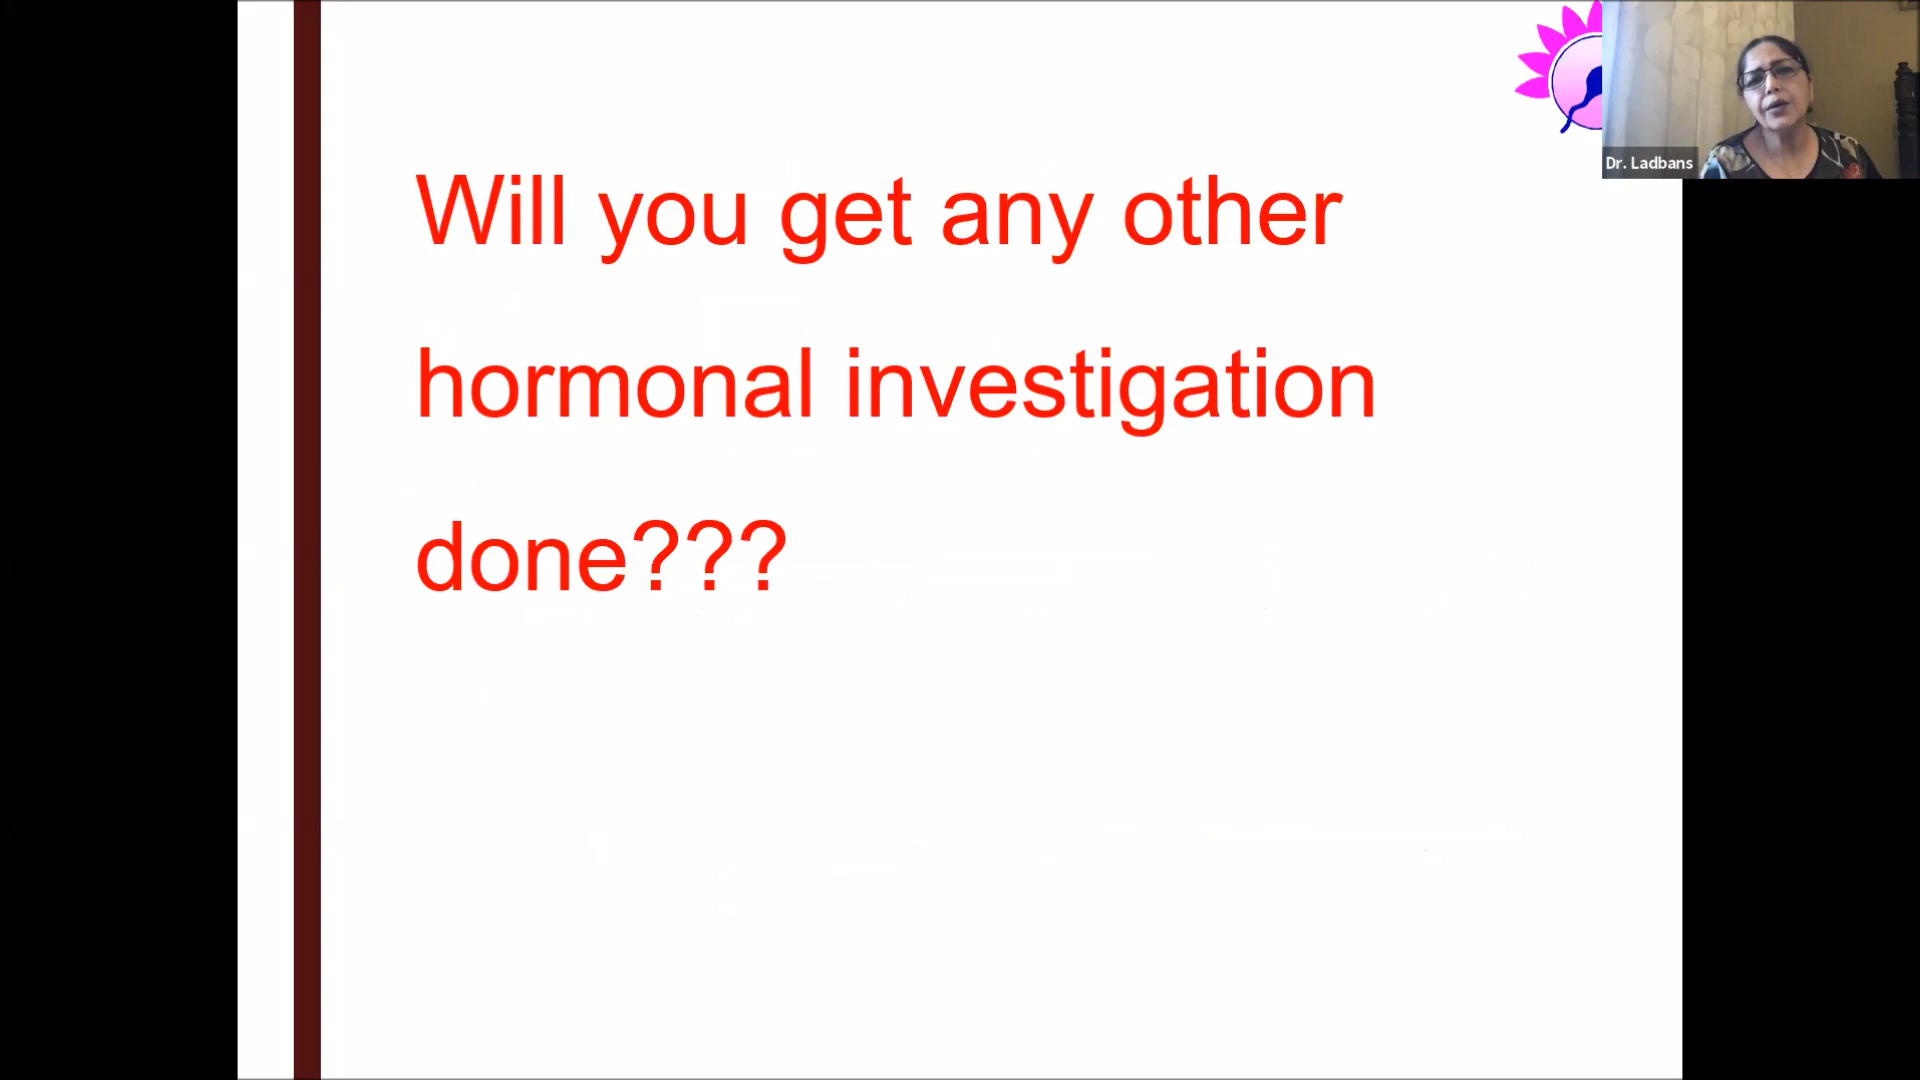 Will you get any other
hormonal investigation
done???
Dr. Ladbans